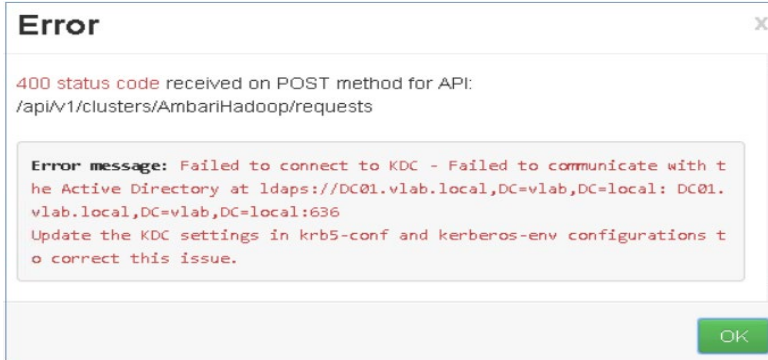 Error
x
400 status code received on POST method for API:
/api/v1/clusters/AmbariHadoop/requests
Error message: Failed to connect to KDC - Failed to communicate with t
he Active Directory at ldaps://DC01.vlab.local,DC=vlab,DC=local: DC01.
vlab.local,DC=vlab,DC=local:636
Update the KDC settings in krb5-conf and kerberos-env configurations t
o correct this issue.
OK